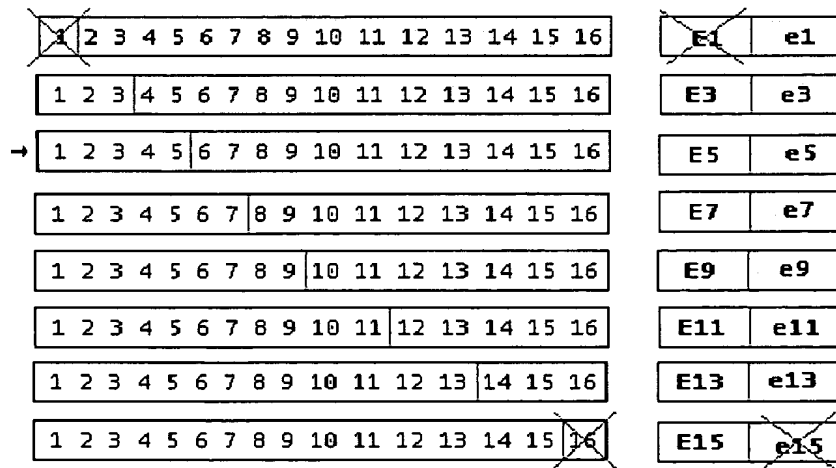 1 2 3 4 5 6 7 8 9 10 11 12 13 14 15 16 E1 e1
1 2 3 4 5 6 7 8 9 10 11 12 13 14 15 16 E3 e3
→ 1 2 3 4 5 6 7 8 9 10 11 12 13 14 15 16 E5 e5
1 2 3 4 5 6 7 8 9 10 11 12 13 14 15 16 E7 e7
1 2 3 4 5 6 7 8 9 10 11 12 13 14 15 16 E9 e9
1 2 3 4 5 6 7 8 9 10 11 12 13 14 15 16 E11 e11
1 2 3 4 5 6 7 8 9 10 11 12 13 14 15 16 E13 e13
1 2 3 4 5 6 7 8 9 10 11 12 13 14 15 16 E15 e15